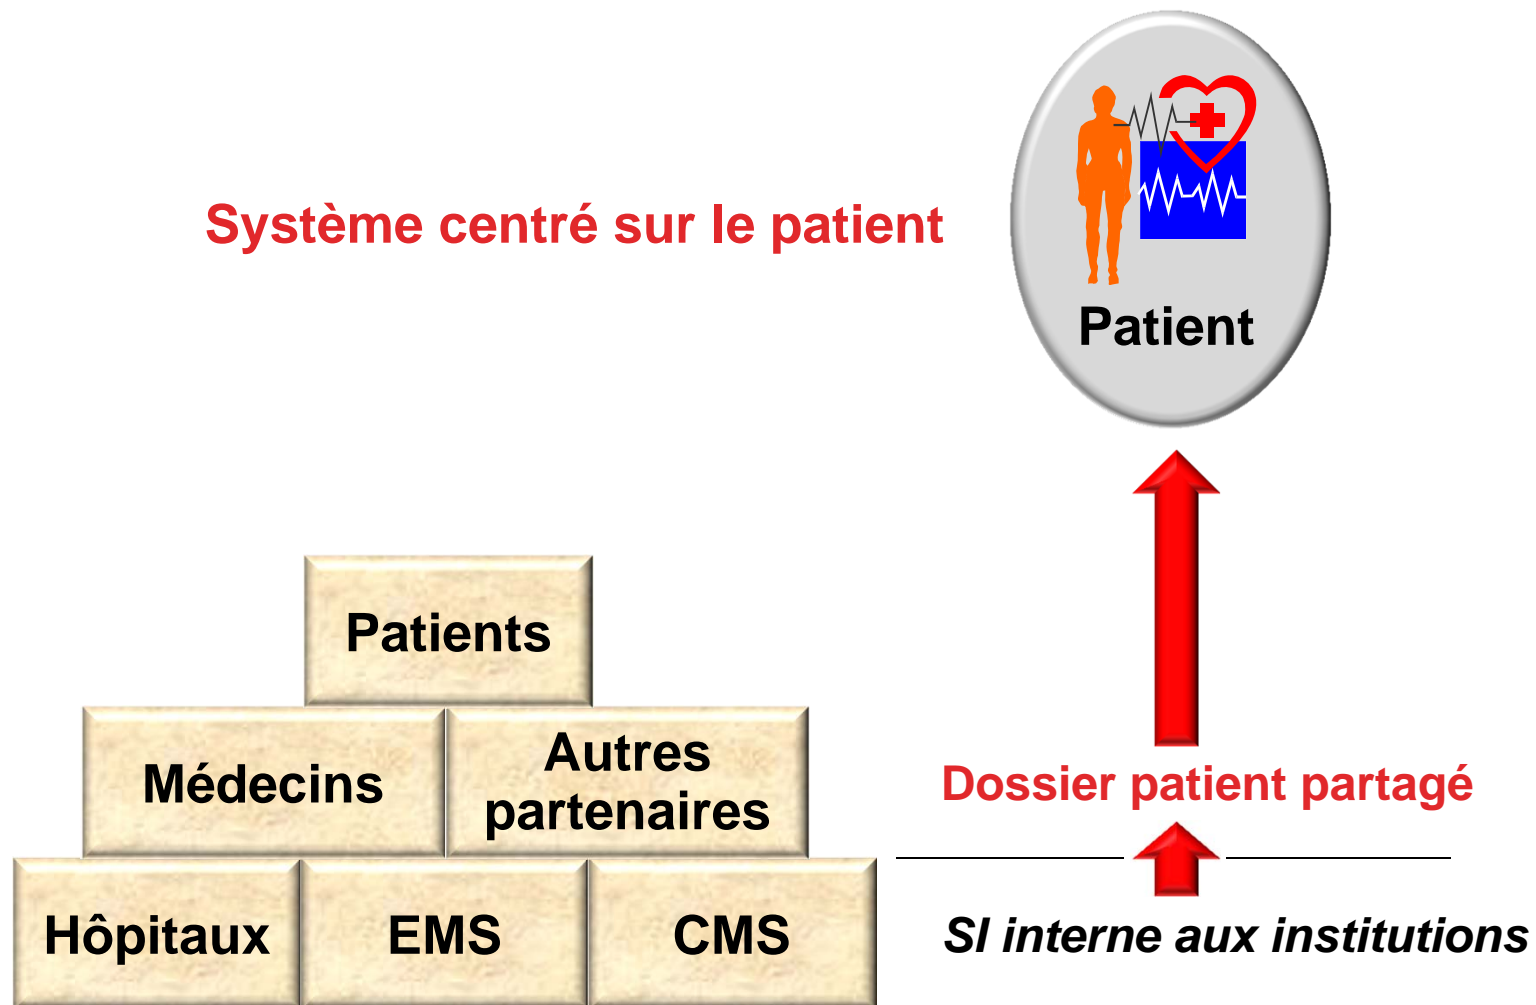 Système centré sur le patient
Patient
Patients
Médecins
Autres
partenaires
Hôpitaux
EMS
CMS
Dossier patient partagé
SI interne aux institutions